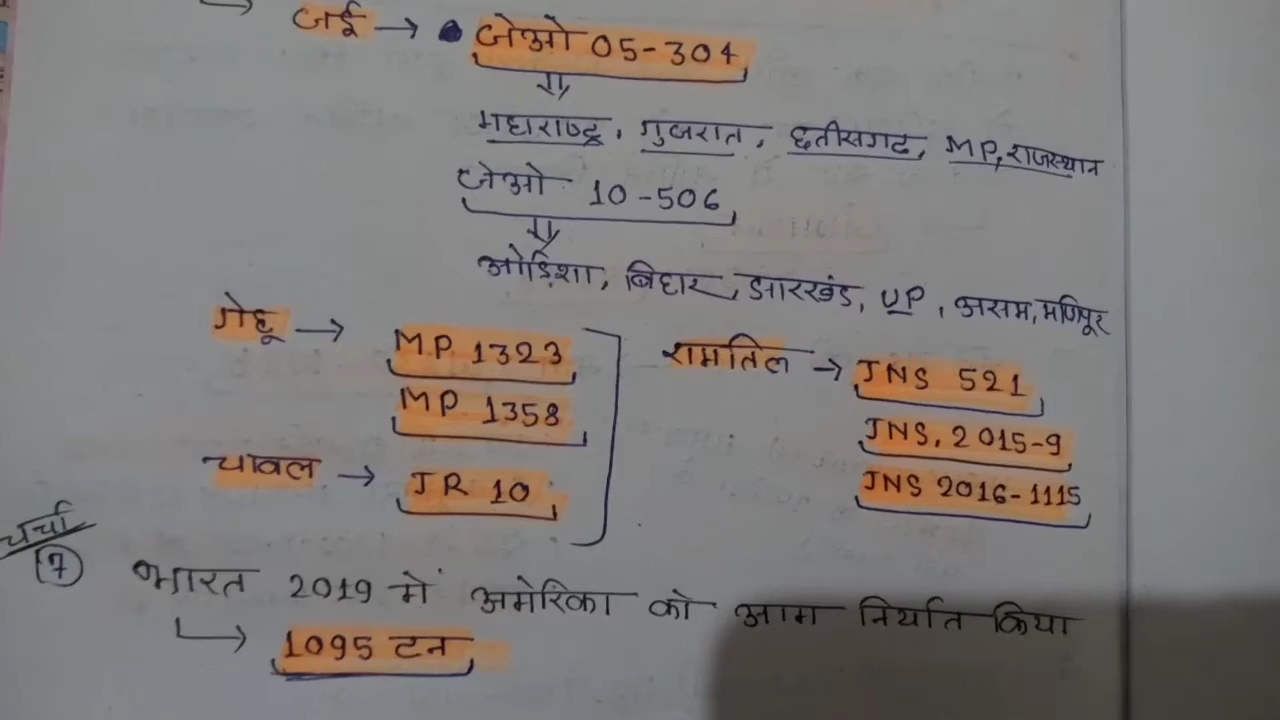 जई → जेओ 05-304
महाराष्ट्र, गुजरात, छतीसगढ, MP, राजस्थान
जेओ 10-506
ओड़िशा, बिहार, झारखंड, UP, असम, मणिपूर
गेहू → MP 1323
MP 1358
चावल → JR 10
रामतिल → JNS 521
JNS. 2015-9
JNS 2016-1115
चर्चा
7 भारत 2019 में अमेरिका को आम निर्यात किया
1095 टन